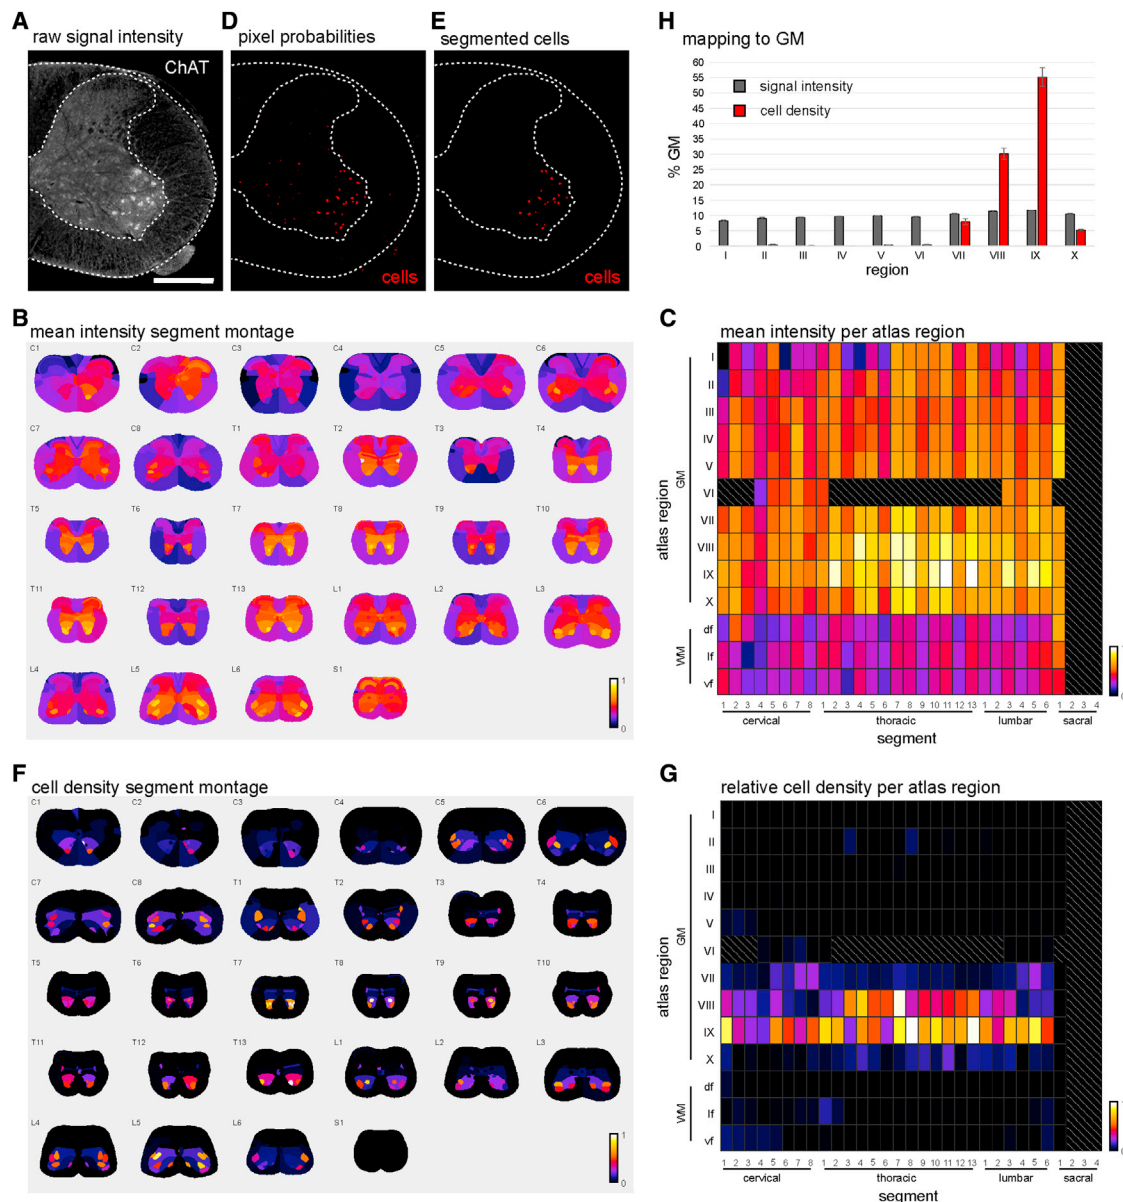 A raw signal intensity
ChAT
D pixel probabilities
cells
E segmented cells
cells
H mapping to GM
signal intensity
cell density
% GM
60
55
50
45
40
35
30
25
20
15
10
5
0
I II III IV V VI VII VIII IX X
region
B mean intensity segment montage
C1 C2 C3 C4 C5 C6
C7 C8 T1 T2 T3 T4
T5 T6 T7 T8 T9 T10
T11 T12 T13 L1 L2 L3
L4 L5 L6 S1
1
0
C mean intensity per atlas region
atlas region
GM
I
II
III
IV
V
VI
VII
VIII
IX
X
WM
df
lf
vf
1 2 3 4 5 6 7 8 1 2 3 4 5 6 7 8 9 10 11 12 13 1 2 3 4 5 6 1 2 3 4
cervical thoracic lumbar sacral
segment
1
F cell density segment montage
C1 C2 C3 C4 C5 C6
C7 C8 T1 T2 T3 T4
T5 T6 T7 T8 T9 T10
T11 T12 T13 L1 L2 L3
L4 L5 L6 S1
1
0
G relative cell density per atlas region
atlas region
GM
I
II
III
IV
V
VI
VII
VIII
IX
X
WM
df
lf
vf
1 2 3 4 5 6 7 8 1 2 3 4 5 6 7 8 9 10 11 12 13 1 2 3 4 5 6 1 2 3 4
cervical thoracic lumbar sacral
segment